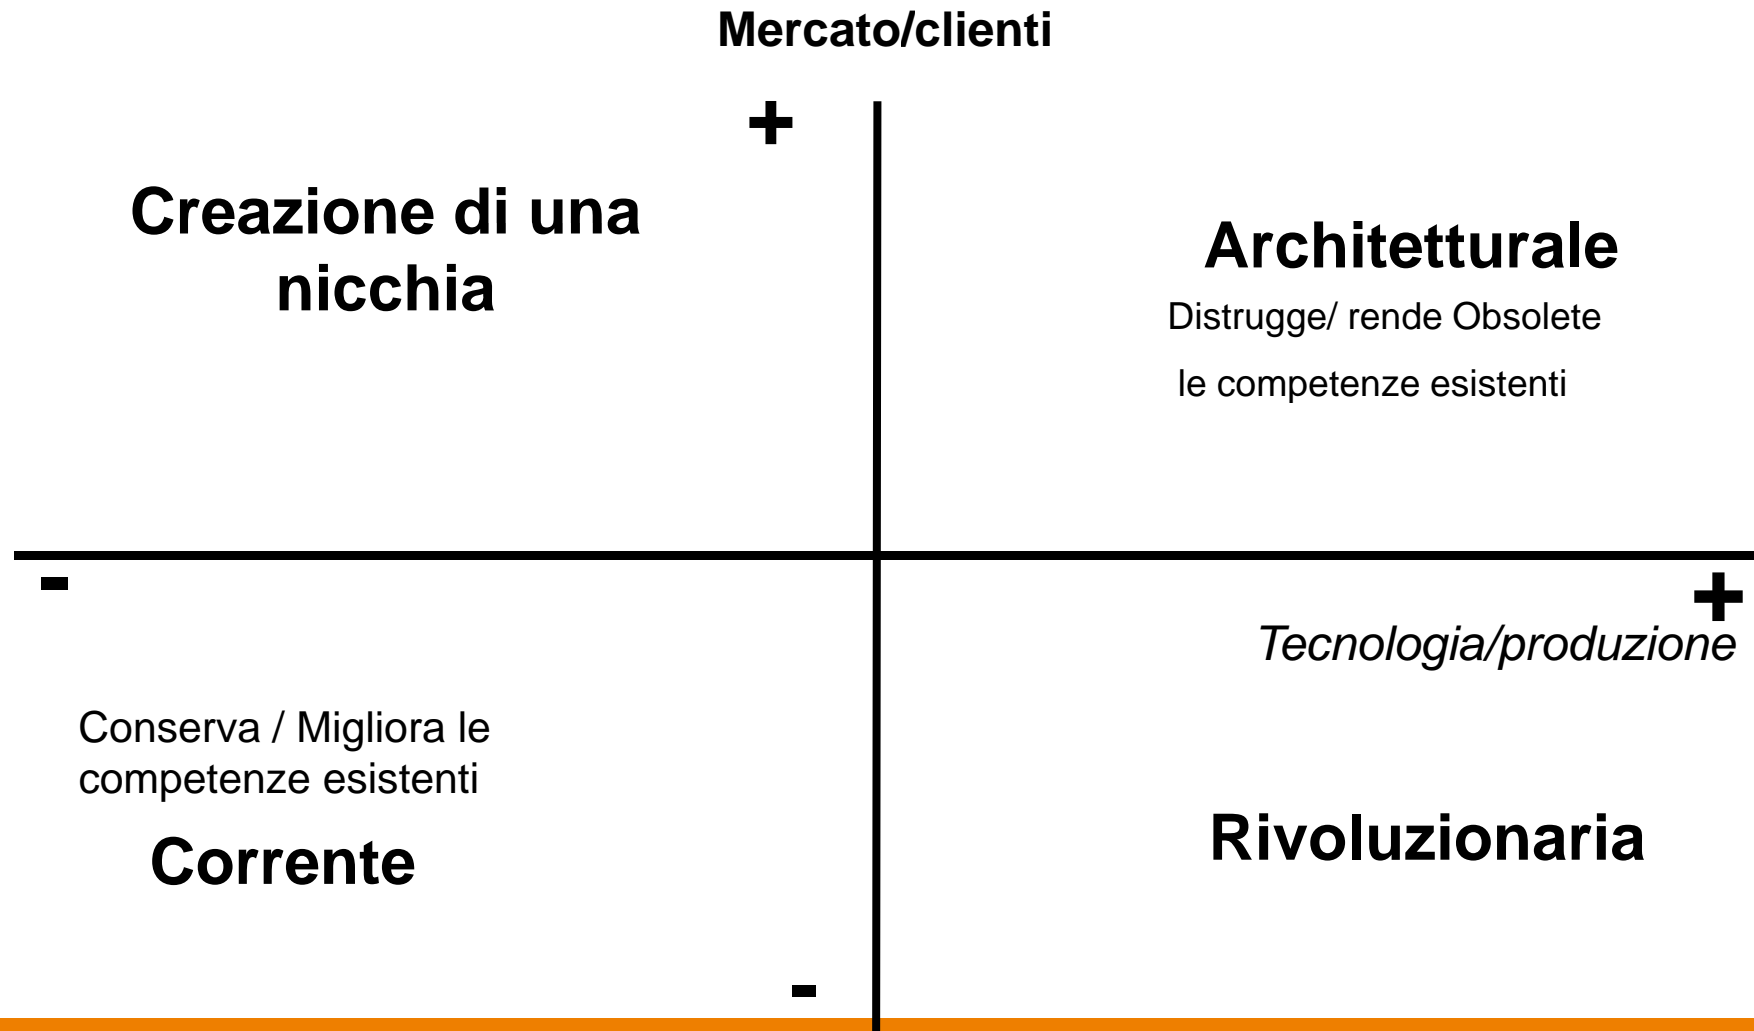 Mercato/clienti
+
Creazione di una
nicchia
Architetturale
Distrugge/ rende Obsolete
le competenze esistenti
-
+
Tecnologia/produzione
Conserva / Migliora le
competenze esistenti
Corrente
Rivoluzionaria
-